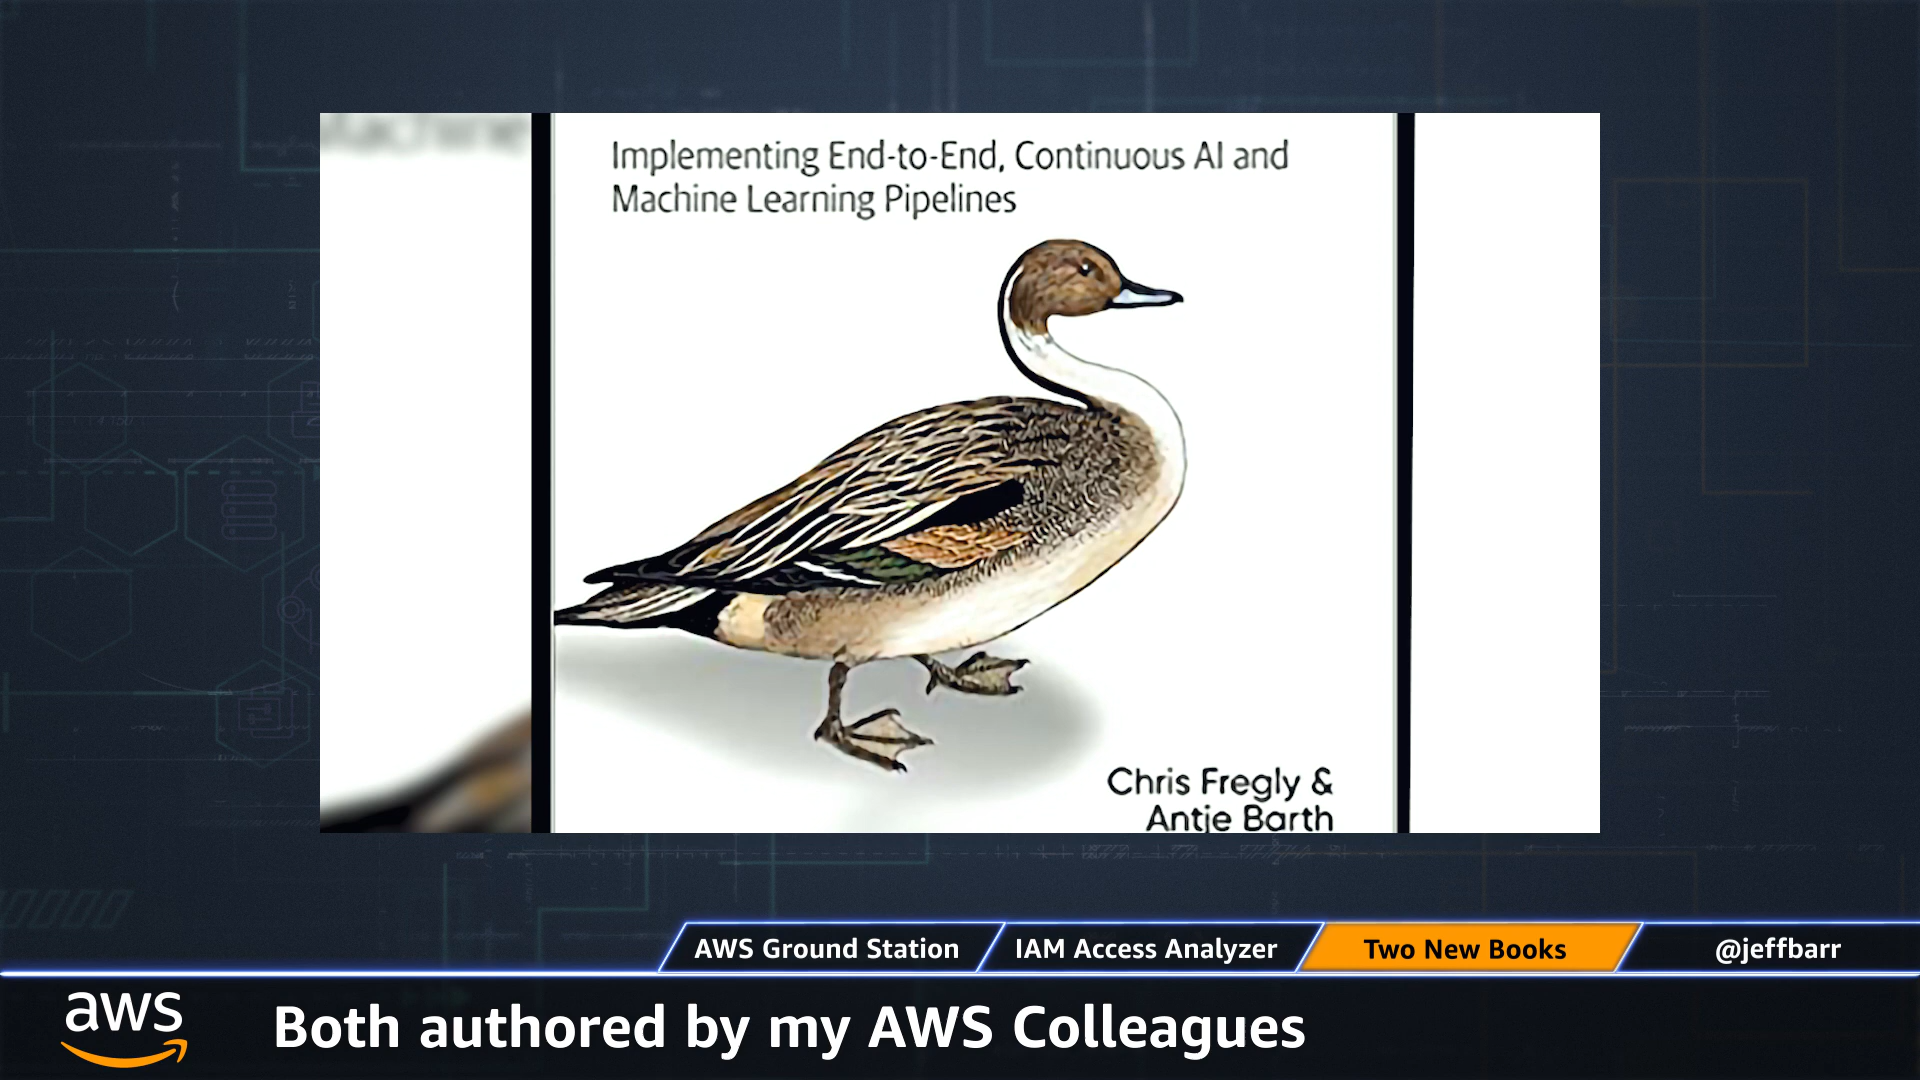 Machine
Implementing End-to-End, Continuous AI and
Machine Learning Pipelines
Chris Fregly &
Antje Barth
AWS Ground Station
IAM Access Analyzer
Two New Books
@jeffbarr
aws
Both authored by my AWS Colleagues